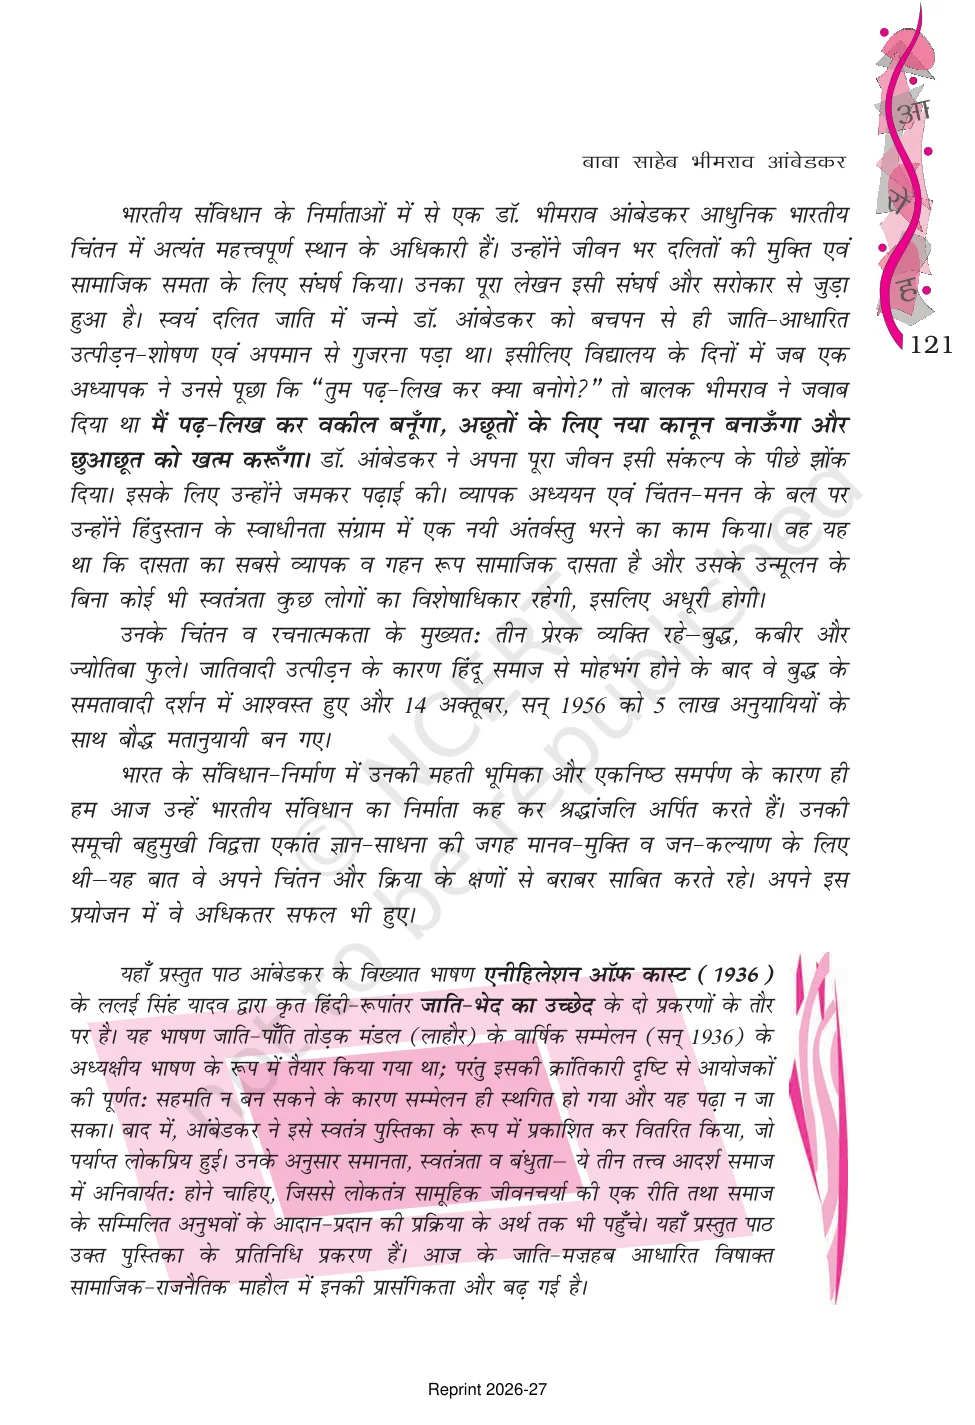 बाबा साहेब भीमराव आंबेडकर
आ
रो
ह
121
भारतीय संविधान के निर्माताओं में से एक डॉ. भीमराव आंबेडकर आधुनिक भारतीय
चिंतन में अत्यंत महत्त्वपूर्ण स्थान के अधिकारी हैं। उन्होंने जीवन भर दलितों की मुक्ति एवं
सामाजिक समता के लिए संघर्ष किया। उनका पूरा लेखन इसी संघर्ष और सरोकार से जुड़ा
हुआ है। स्वयं दलित जाति में जन्मे डॉ. आंबेडकर को बचपन से ही जाति-आधारित
उत्पीड़न-शोषण एवं अपमान से गुजरना पड़ा था। इसीलिए विद्यालय के दिनों में जब एक
अध्यापक ने उनसे पूछा कि “तुम पढ़-लिख कर क्या बनोगे?” तो बालक भीमराव ने जवाब
दिया था मैं पढ़-लिख कर वकील बनूँगा, अछूतों के लिए नया कानून बनाऊँगा और
छुआछूत को खत्म करूँगा। डॉ. आंबेडकर ने अपना पूरा जीवन इसी संकल्प के पीछे झोंक
दिया। इसके लिए उन्होंने जमकर पढ़ाई की। व्यापक अध्ययन एवं चिंतन-मनन के बल पर
उन्होंने हिंदुस्तान के स्वाधीनता संग्राम में एक नयी अंतर्वस्तु भरने का काम किया। वह यह
था कि दासता का सबसे व्यापक व गहन रूप सामाजिक दासता है और उसके उन्मूलन के
बिना कोई भी स्वतंत्रता कुछ लोगों का विशेषाधिकार रहेगी, इसलिए अधूरी होगी।
उनके चिंतन व रचनात्मकता के मुख्यतः तीन प्रेरक व्यक्ति रहे—बुद्ध, कबीर और
ज्योतिबा फुले। जातिवादी उत्पीड़न के कारण हिंदू समाज से मोहभंग होने के बाद वे बुद्ध के
समतावादी दर्शन में आश्वस्त हुए और 14 अक्तूबर, सन् 1956 को 5 लाख अनुयायियों के
साथ बौद्ध मतानुयायी बन गए।
भारत के संविधान-निर्माण में उनकी महती भूमिका और एकनिष्ठ समर्पण के कारण ही
हम आज उन्हें भारतीय संविधान का निर्माता कह कर श्रद्धांजलि अर्पित करते हैं। उनकी
समूची बहुमुखी विद्वत्ता एकांत ज्ञान-साधना की जगह मानव-मुक्ति व जन-कल्याण के लिए
थी—यह बात वे अपने चिंतन और क्रिया के क्षणों से बराबर साबित करते रहे। अपने इस
प्रयोजन में वे अधिकतर सफल भी हुए।
यहाँ प्रस्तुत पाठ आंबेडकर के विख्यात भाषण एनीहिलेशन ऑफ़ कास्ट (1936)
के ललई सिंह यादव द्वारा कृत हिंदी-रूपांतर जाति-भेद का उच्छेद के दो प्रकरणों के तौर
पर है। यह भाषण जाति-पाँति तोड़क मंडल (लाहौर) के वार्षिक सम्मेलन (सन् 1936) के
अध्यक्षीय भाषण के रूप में तैयार किया गया था; परंतु इसकी क्रांतिकारी दृष्टि से आयोजकों
की पूर्णतः सहमति न बन सकने के कारण सम्मेलन ही स्थगित हो गया और यह पढ़ा न जा
सका। बाद में, आंबेडकर ने इसे स्वतंत्र पुस्तिका के रूप में प्रकाशित कर वितरित किया, जो
पर्याप्त लोकप्रिय हुई। उनके अनुसार समानता, स्वतंत्रता व बंधुता— ये तीन तत्त्व आदर्श समाज
में अनिवार्यतः होने चाहिए, जिससे लोकतंत्र सामूहिक जीवनचर्या की एक रीति तथा समाज
के सम्मिलित अनुभवों के आदान-प्रदान की प्रक्रिया के अर्थ तक भी पहुँचे। यहाँ प्रस्तुत पाठ
उक्त पुस्तिका के प्रतिनिधि प्रकरण हैं। आज के जाति-मज़हब आधारित विषाक्त
सामाजिक-राजनैतिक माहौल में इनकी प्रासंगिकता और बढ़ गई है।
© NCERT
not to be republished
Reprint 2026-27